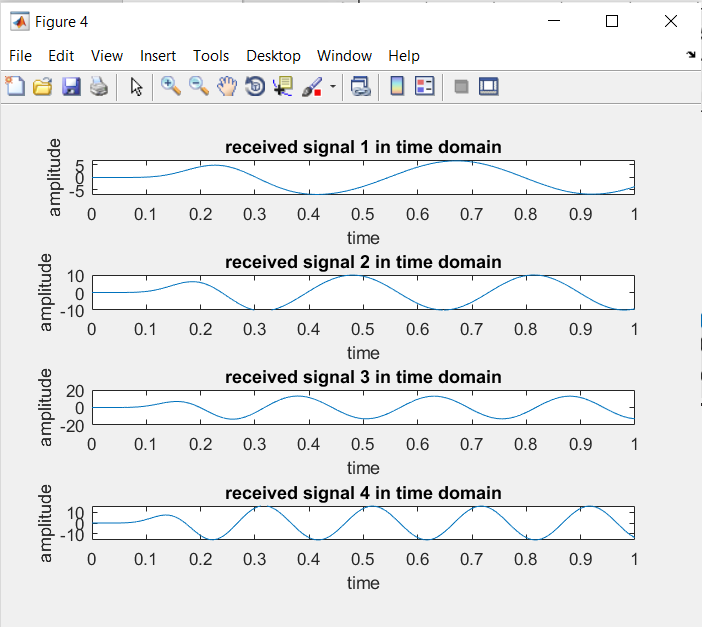 Figure 4
File Edit View Insert Tools Desktop Window Help
received signal 1 in time domain
amplitude
5
0
-5
0 0.1 0.2 0.3 0.4 0.5 0.6 0.7 0.8 0.9 1
time
received signal 2 in time domain
amplitude
10
0
-10
0 0.1 0.2 0.3 0.4 0.5 0.6 0.7 0.8 0.9 1
time
received signal 3 in time domain
amplitude
20
0
-20
0 0.1 0.2 0.3 0.4 0.5 0.6 0.7 0.8 0.9 1
time
received signal 4 in time domain
amplitude
10
0
-10
0 0.1 0.2 0.3 0.4 0.5 0.6 0.7 0.8 0.9 1
time